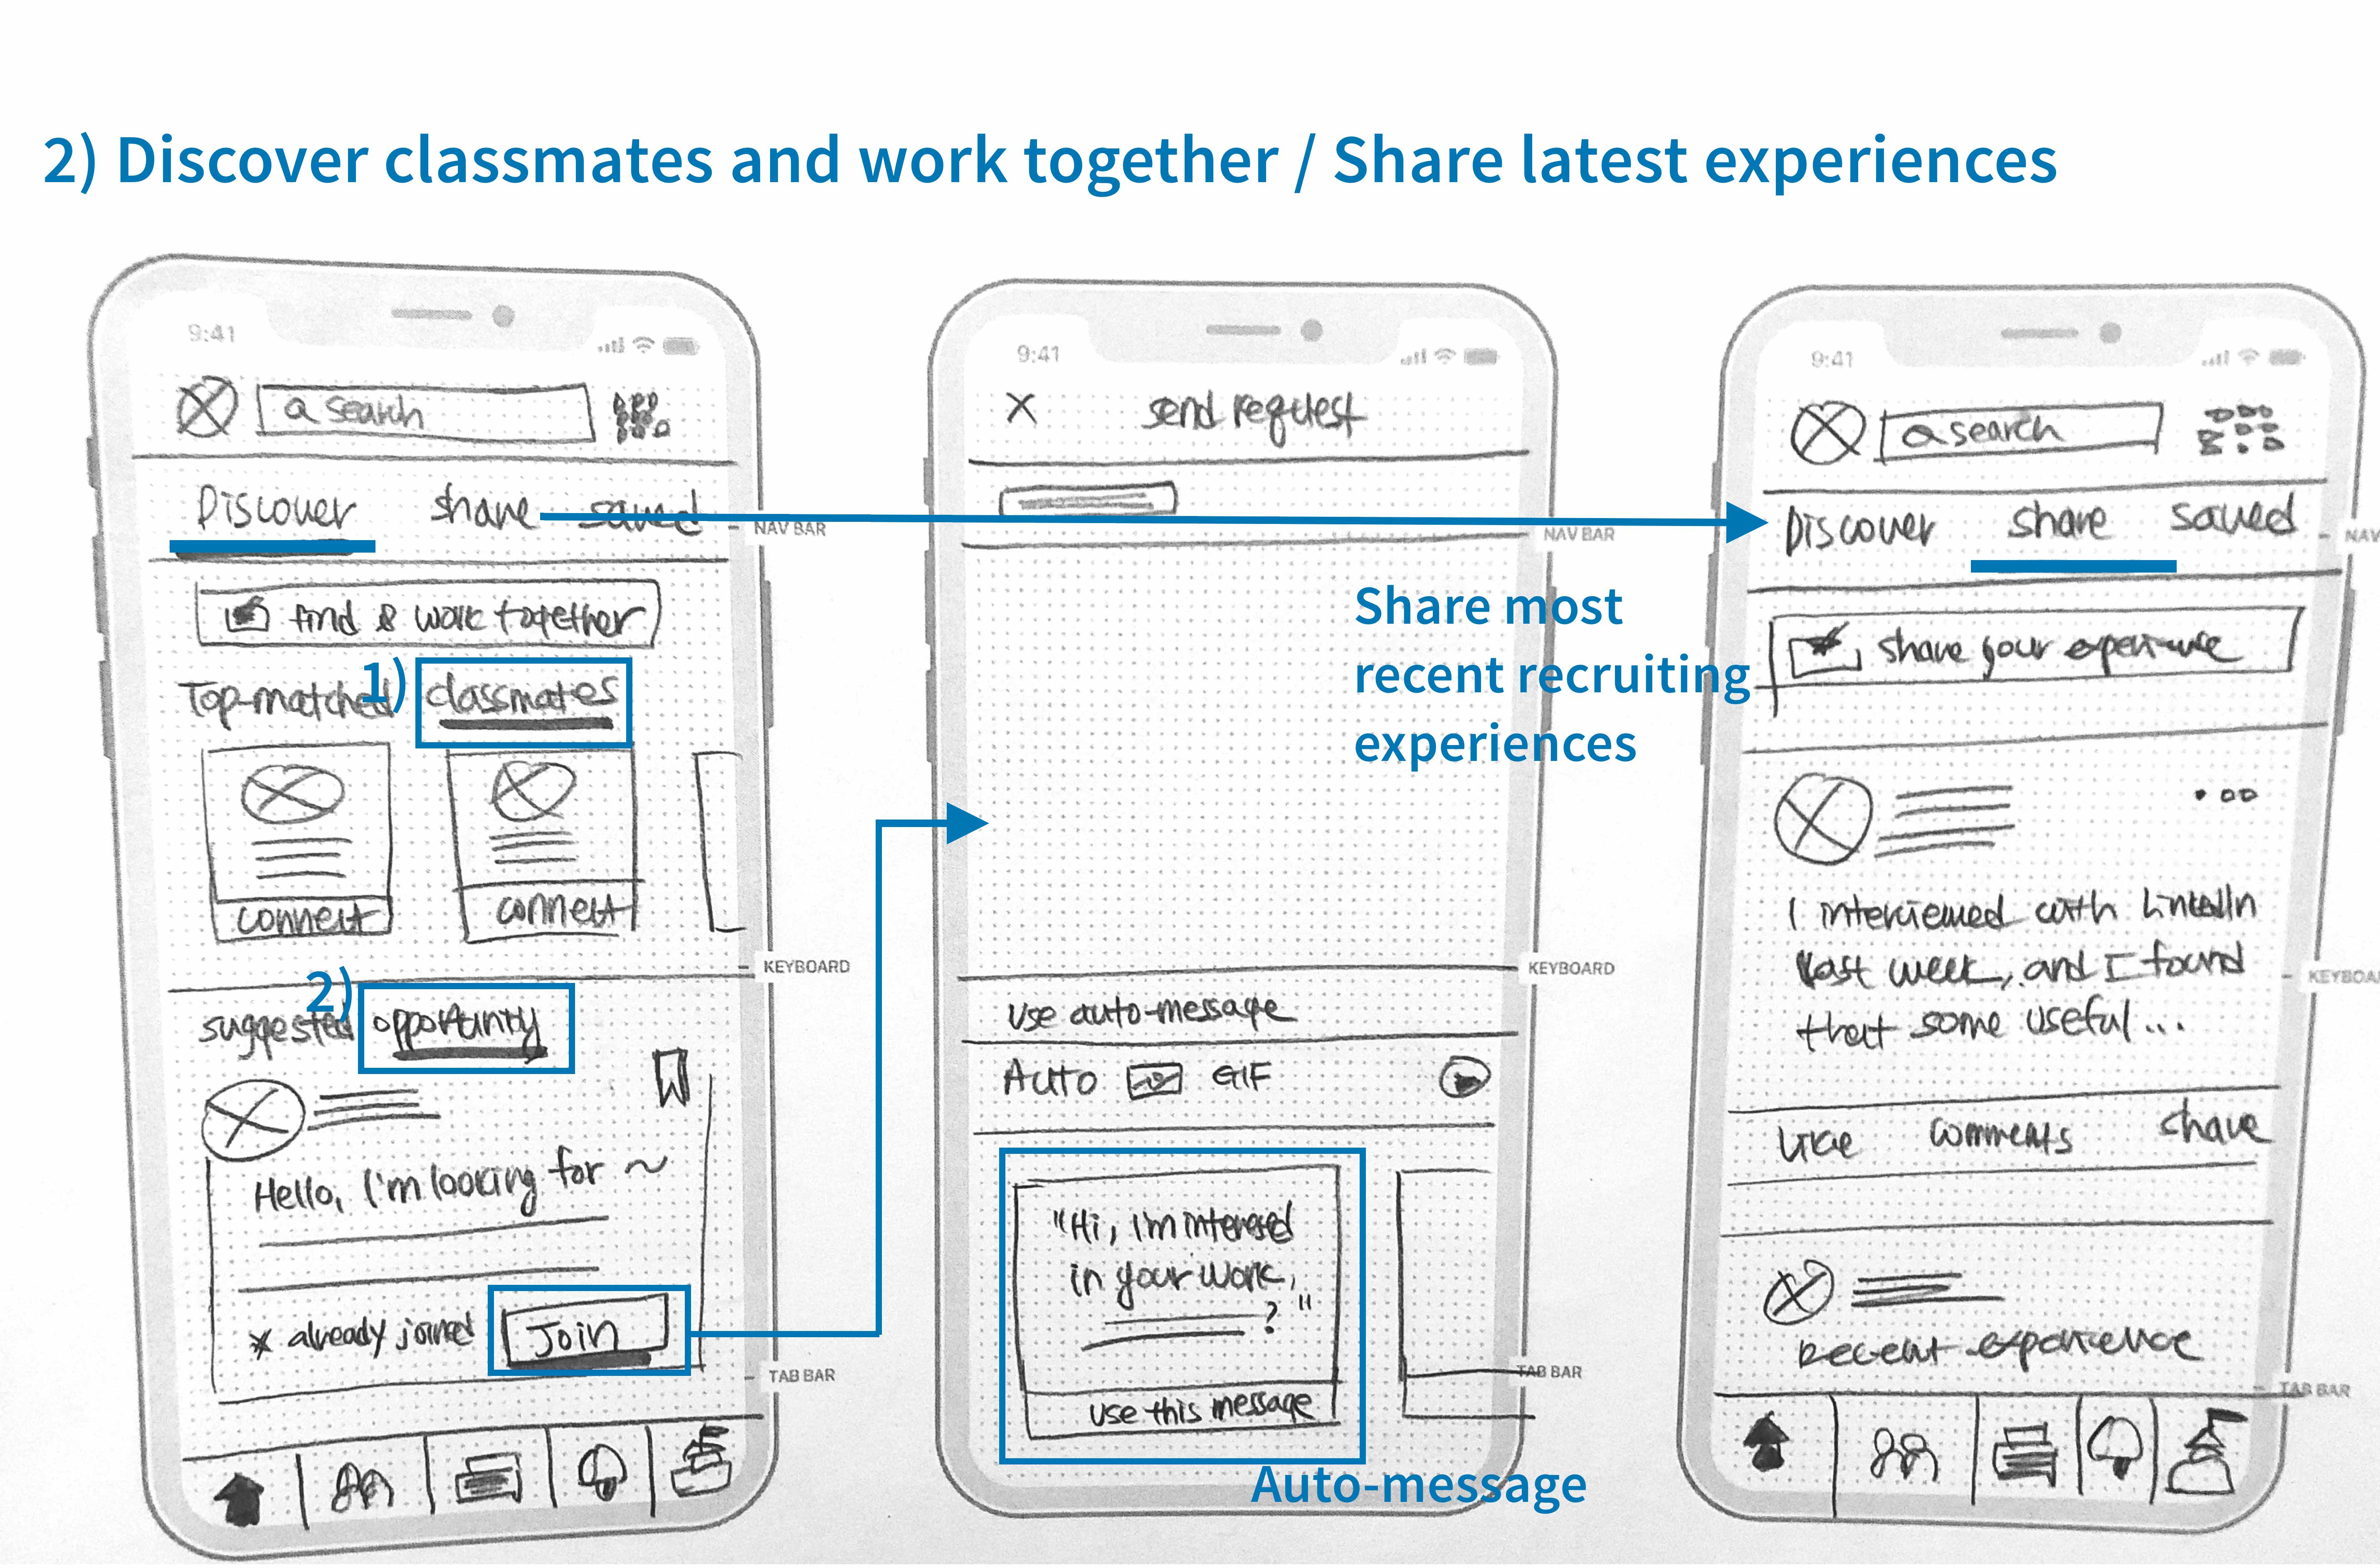 2) Discover classmates and work together / Share latest experiences
9:41
search
Discover share saved
NAV BAR
find & work together
1)
Top-matched classmates
connect connect
KEYBOARD
2)
suggested opportunity
Hello, I'm looking for ~
* already joined Join
TAB BAR
9:41
X send request
NAV BAR
Share most
recent recruiting
experiences
KEYBOARD
use auto-message
Auto GIF
"Hi, I'm interested
in your work,
?"
use this message
TAB BAR
Auto-message
9:41
search
Discover share saved
NAV
share your experience
I interviewed with LinkedIn
last week, and I found
that some useful...
KEYBOA
Like comments share
Recent experience
TAB BAR